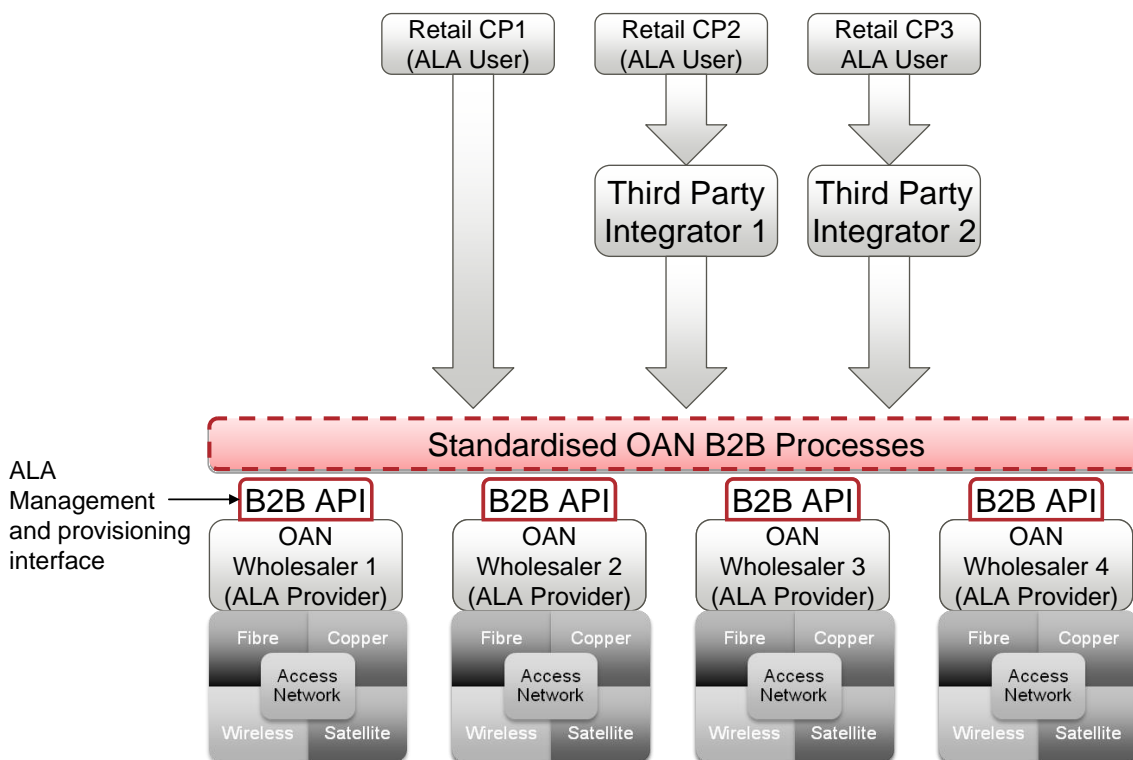 Retail CP1
(ALA User)
Retail CP2
(ALA User)
Retail CP3
ALA User
Third Party
Integrator 1
Third Party
Integrator 2
Standardised OAN B2B Processes
ALA
Management
and provisioning
interface
B2B API
B2B API
B2B API
B2B API
OAN
Wholesaler 1
(ALA Provider)
OAN
Wholesaler 2
(ALA Provider)
OAN
Wholesaler 3
(ALA Provider)
OAN
Wholesaler 4
(ALA Provider)
Fibre
Copper
Access
Network
Wireless
Satellite
Fibre
Copper
Access
Network
Wireless
Satellite
Fibre
Copper
Access
Network
Wireless
Satellite
Fibre
Copper
Access
Network
Wireless
Satellite